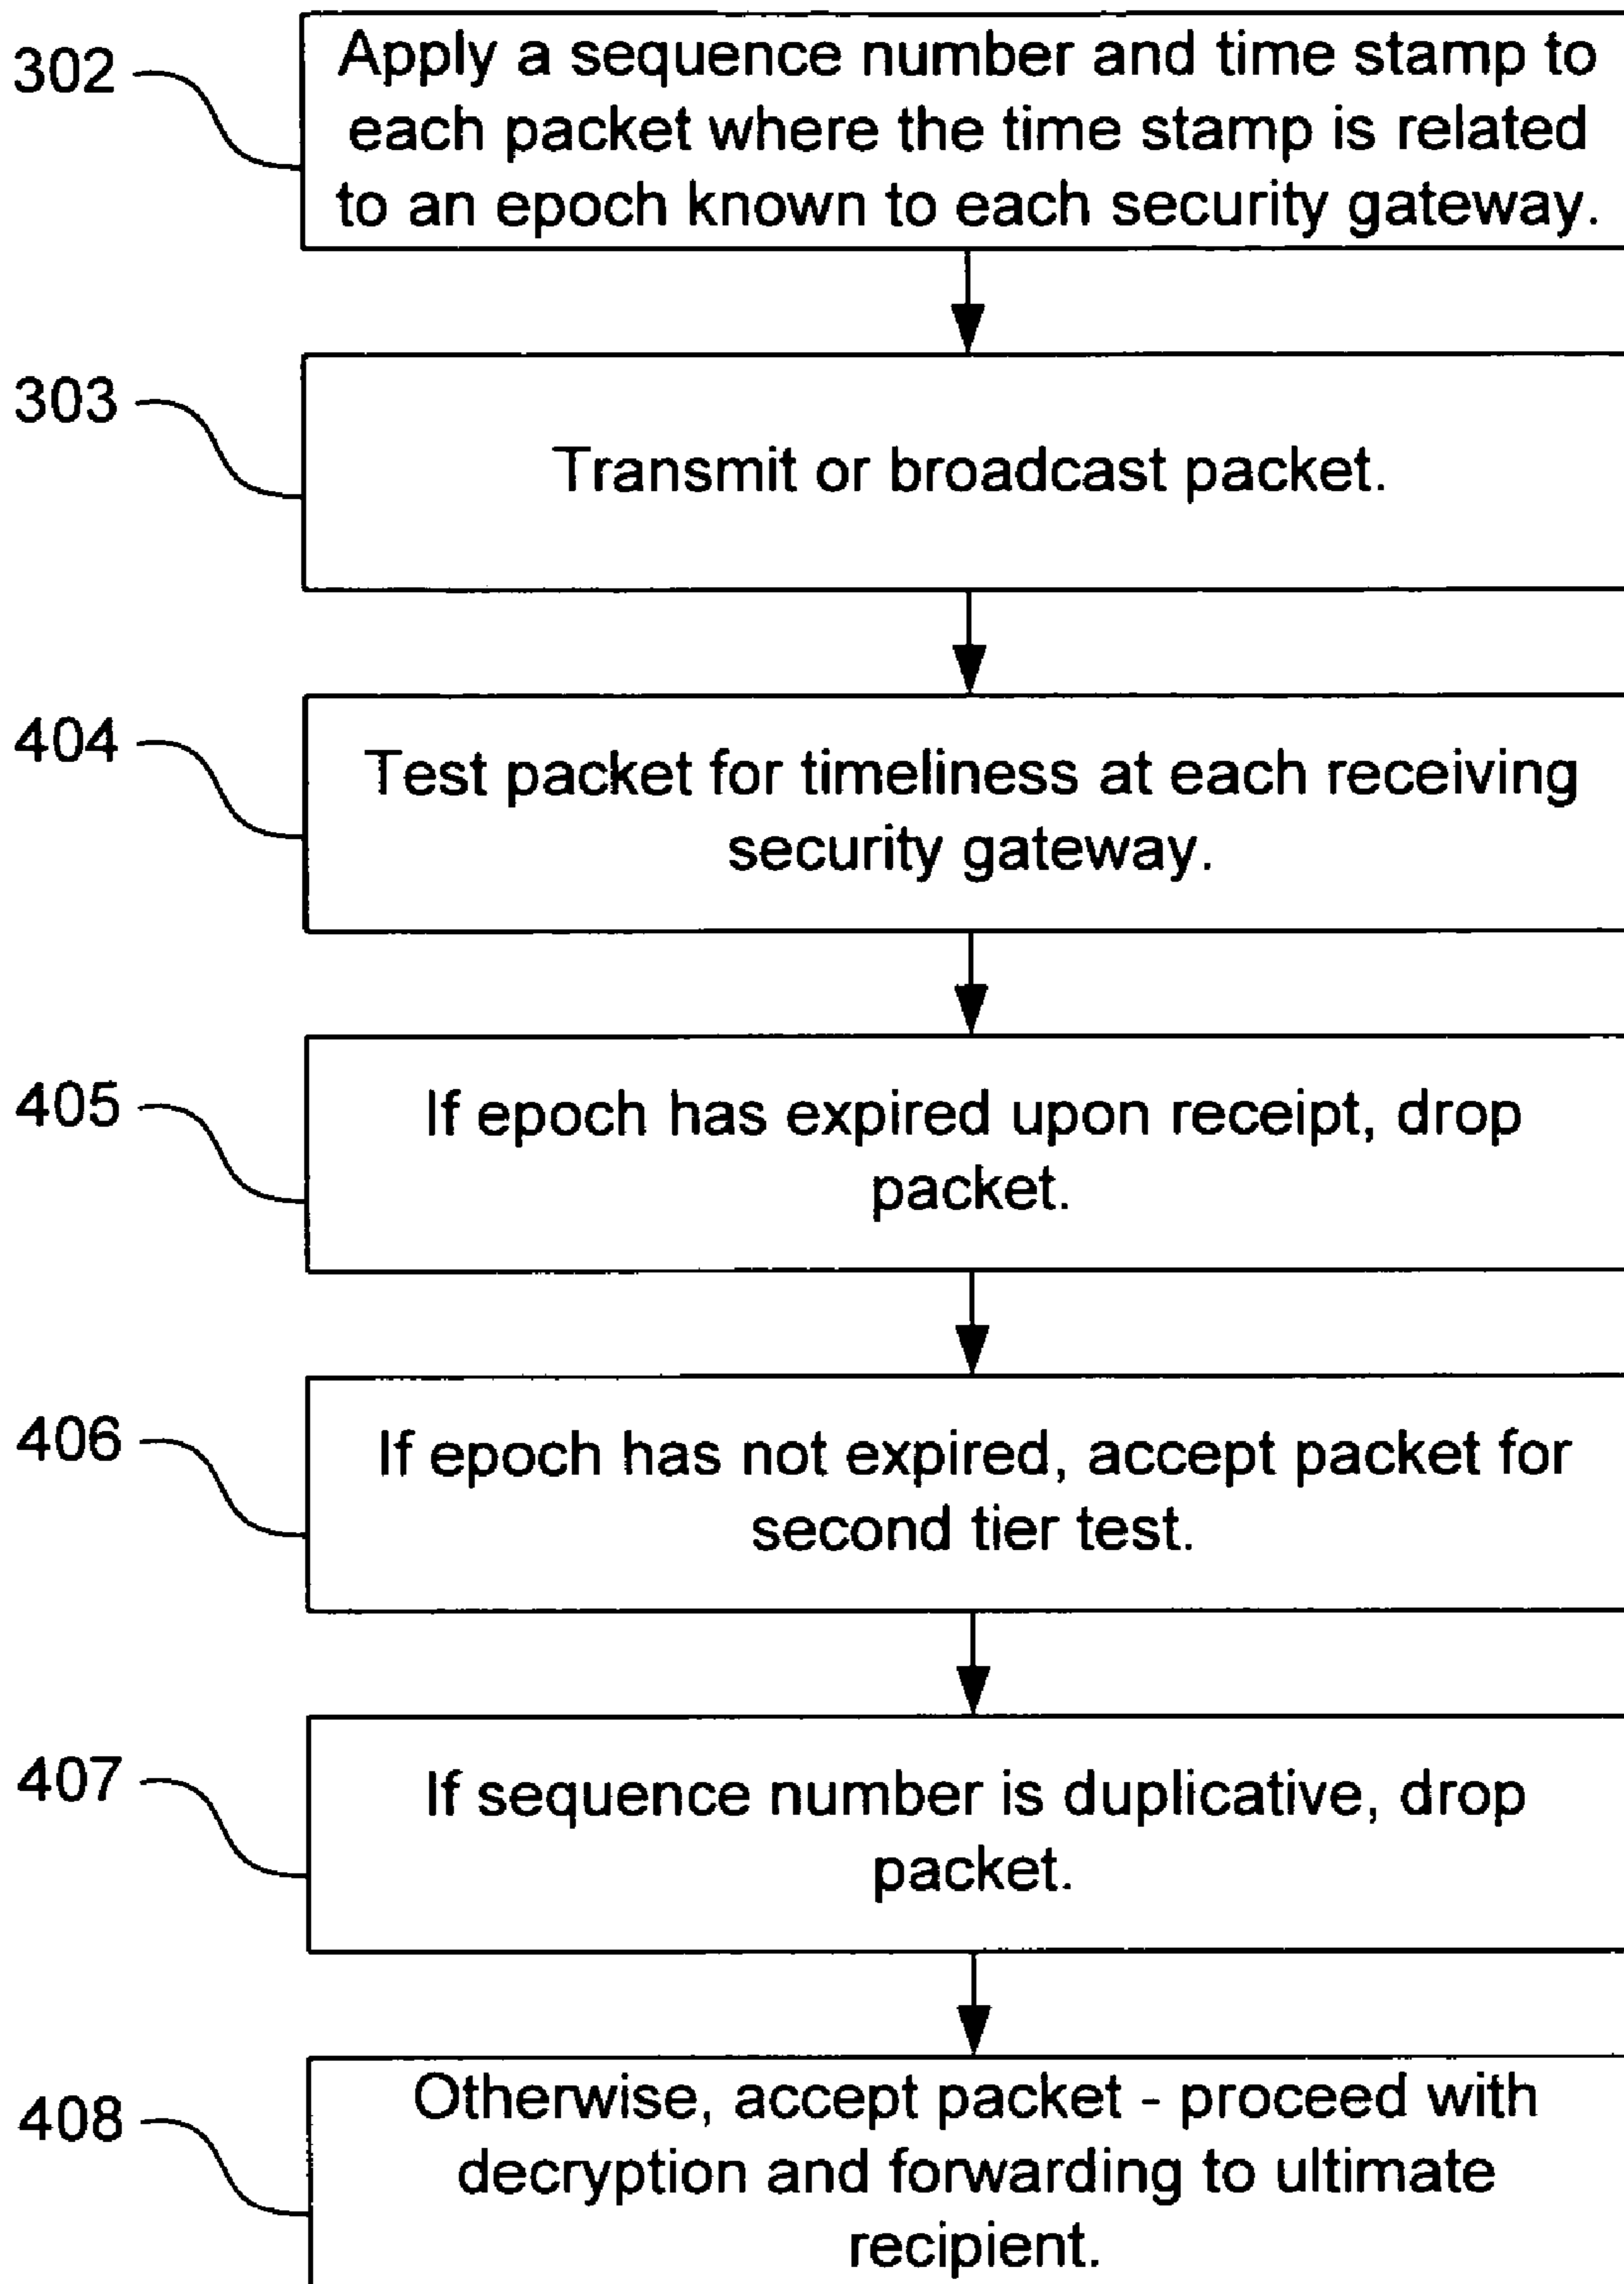 302
Apply a sequence number and time stamp to
each packet where the time stamp is related
to an epoch known to each security gateway.
303
Transmit or broadcast packet.
404
Test packet for timeliness at each receiving
security gateway.
405
If epoch has expired upon receipt, drop
packet.
406
If epoch has not expired, accept packet for
second tier test.
407
If sequence number is duplicative, drop
packet.
408
Otherwise, accept packet - proceed with
decryption and forwarding to ultimate
recipient.